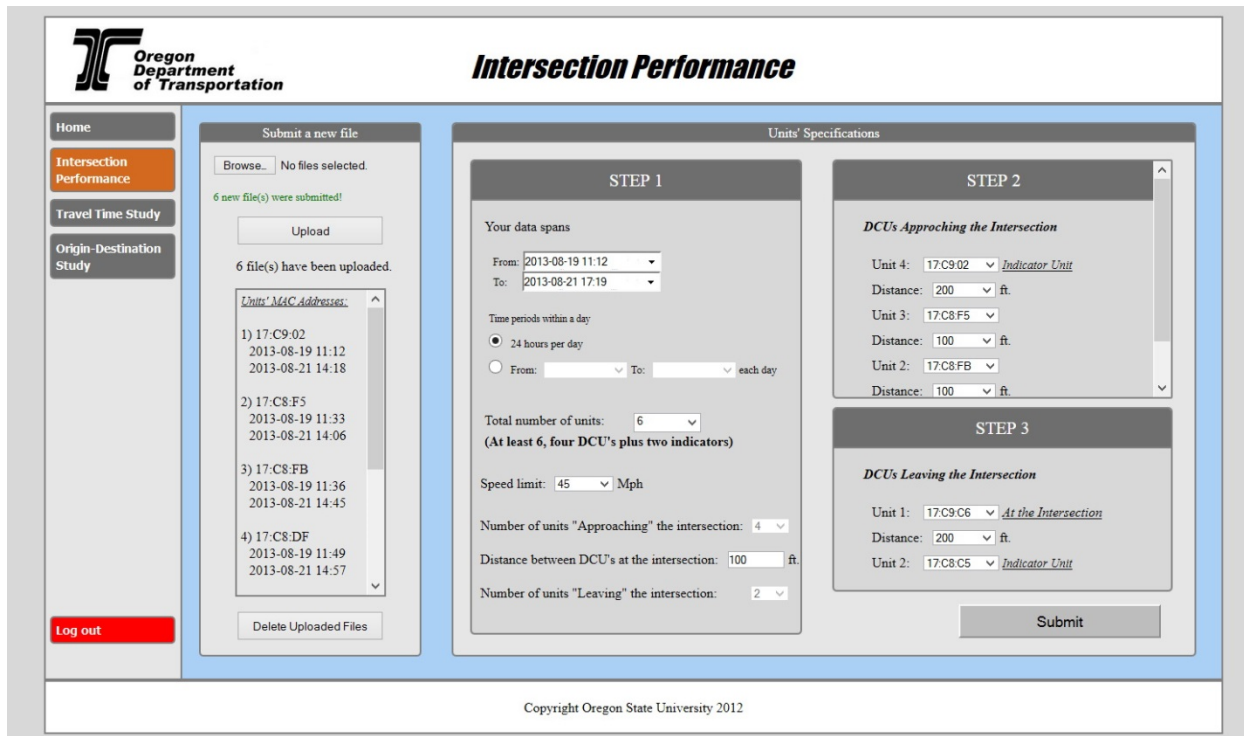 Oregon
Department
of Transportation
Intersection Performance
Home
Intersection
Performance
Travel Time Study
Origin-Destination
Study
Log out
Submit a new file
Browse.. No files selected.
6 new file(s) were submitted!
Upload
6 file(s) have been uploaded.
Units' MAC Addresses:
1) 17:C9:02
2013-08-19 11:12
2013-08-21 14:18
2) 17:C8:F5
2013-08-19 11:33
2013-08-21 14:06
3) 17:C8:FB
2013-08-19 11:36
2013-08-21 14:45
4) 17:C8:DF
2013-08-19 11:49
2013-08-21 14:57
Delete Uploaded Files
Units' Specifications
STEP 1
Your data spans
From: 2013-08-19 11:12
To: 2013-08-21 17:19
Time periods within a day
24 hours per day
From: To: each day
Total number of units: 6
(At least 6, four DCU's plus two indicators)
Speed limit: 45 Mph
Number of units "Approaching" the intersection: 4
Distance between DCU's at the intersection: 100 ft.
Number of units "Leaving" the intersection: 2
STEP 2
DCUs Approching the Intersection
Unit 4: 17:C9:02 Indicator Unit
Distance: 200 ft.
Unit 3: 17:C8:F5
Distance: 100 ft.
Unit 2: 17:C8:FB
Distance: 100 ft.
STEP 3
DCUs Leaving the Intersection
Unit 1: 17:C9:C6 At the Intersection
Distance: 200 ft.
Unit 2: 17:C8:C5 Indicator Unit
Submit
Copyright Oregon State University 2012